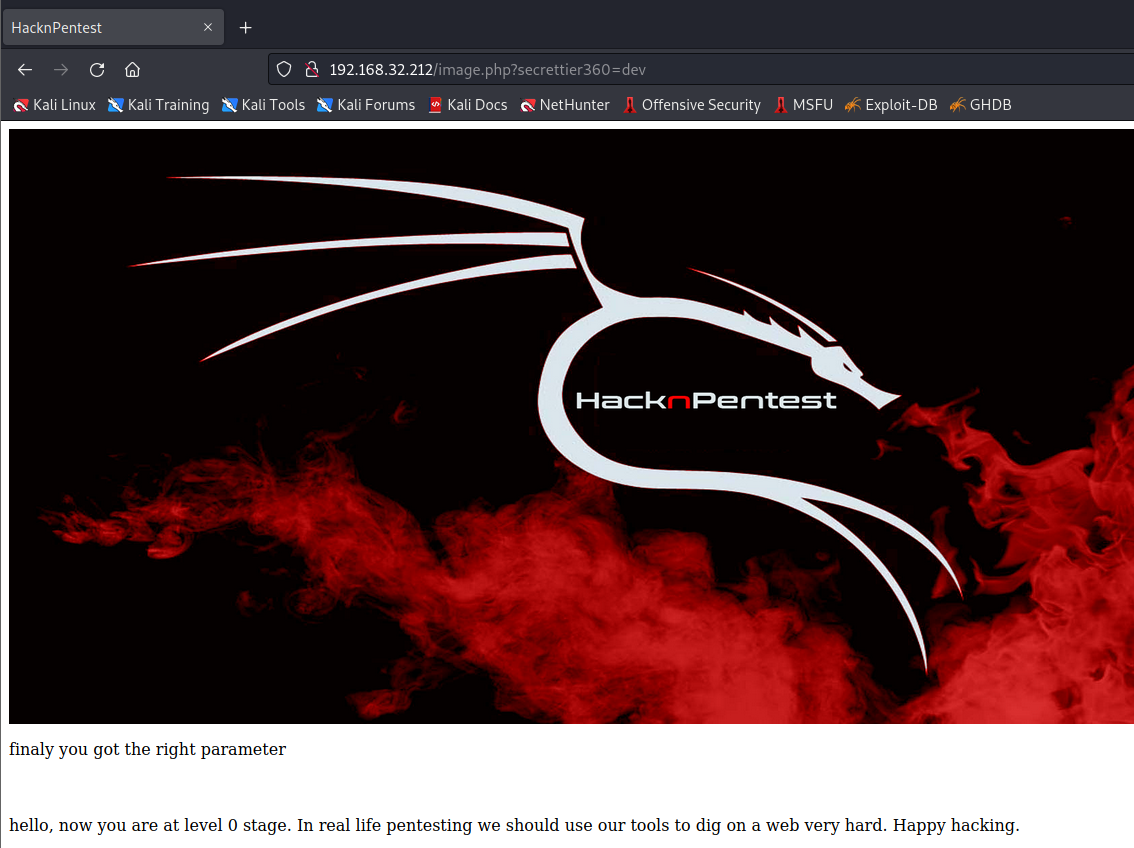 HacknPentest
192.168.32.212/image.php?secrettier360=dev
Kali Linux Kali Training Kali Tools Kali Forums Kali Docs NetHunter Offensive Security MSFU Exploit-DB GHDB
HacknPentest
finaly you got the right parameter
hello, now you are at level 0 stage. In real life pentesting we should use our tools to dig on a web very hard. Happy hacking.